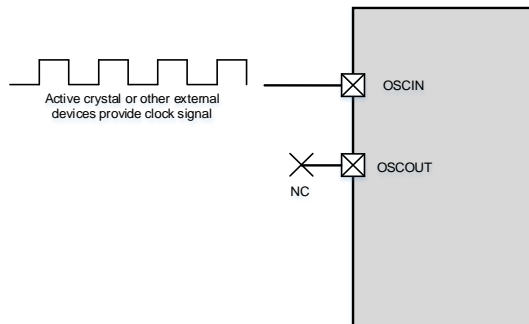 OSCIN
Active crystal or other external
devices provide clock signal
OSCOUT
NC